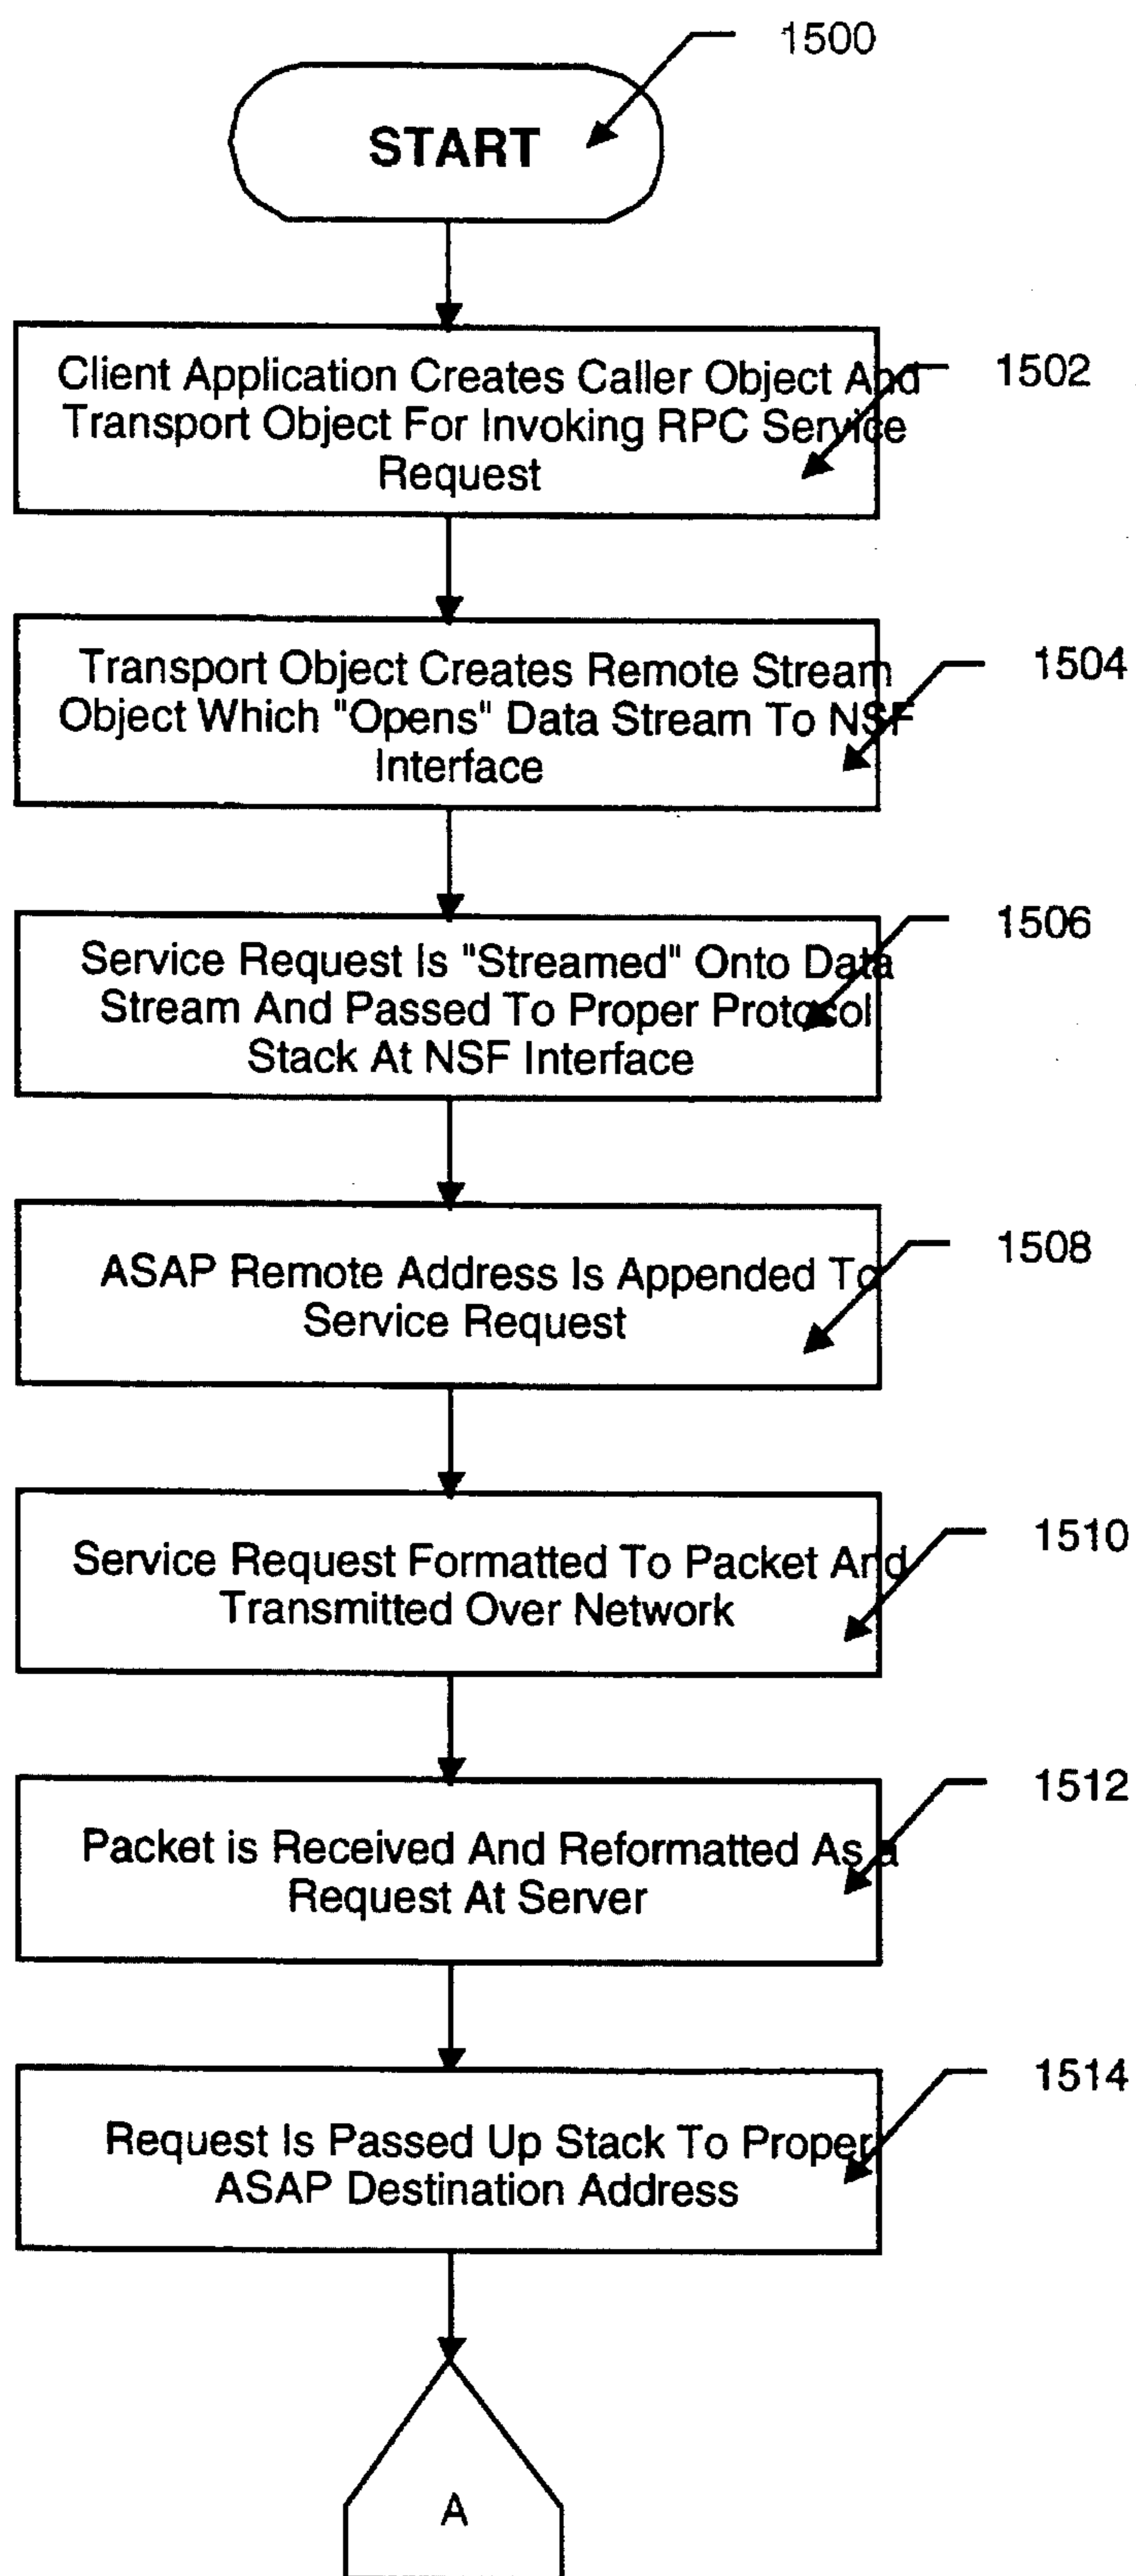 1500
START
Client Application Creates Caller Object And
1502
Transport Object For Invoking RPC Service
Request
Transport Object Creates Remote Stream
1504
Object Which "Opens" Data Stream To NSF
Interface
Service Request Is "Streamed" Onto Data
1506
Stream And Passed To Proper Protocol
Stack At NSF Interface
ASAP Remote Address Is Appended To
1508
Service Request
Service Request Formatted To Packet And
1510
Transmitted Over Network
Packet is Received And Reformatted As a
1512
Request At Server
Request Is Passed Up Stack To Proper
1514
ASAP Destination Address
A